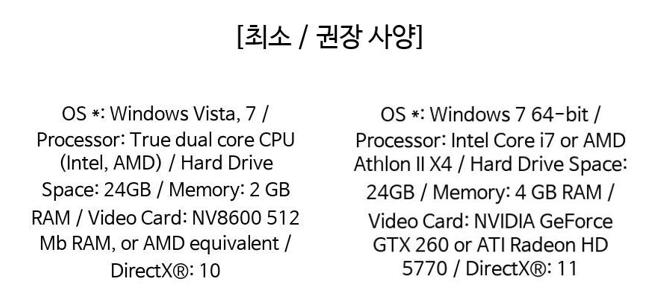 [최소 / 권장 사양]
OS *: Windows Vista, 7 /
Processor: True dual core CPU
(Intel, AMD) / Hard Drive
Space: 24GB / Memory: 2 GB
RAM / Video Card: NV8600 512
Mb RAM, or AMD equivalent /
DirectX®: 10
OS *: Windows 7 64-bit /
Processor: Intel Core i7 or AMD
Athlon II X4 / Hard Drive Space:
24GB / Memory: 4 GB RAM /
Video Card: NVIDIA GeForce
GTX 260 or ATI Radeon HD
5770 / DirectX®: 11